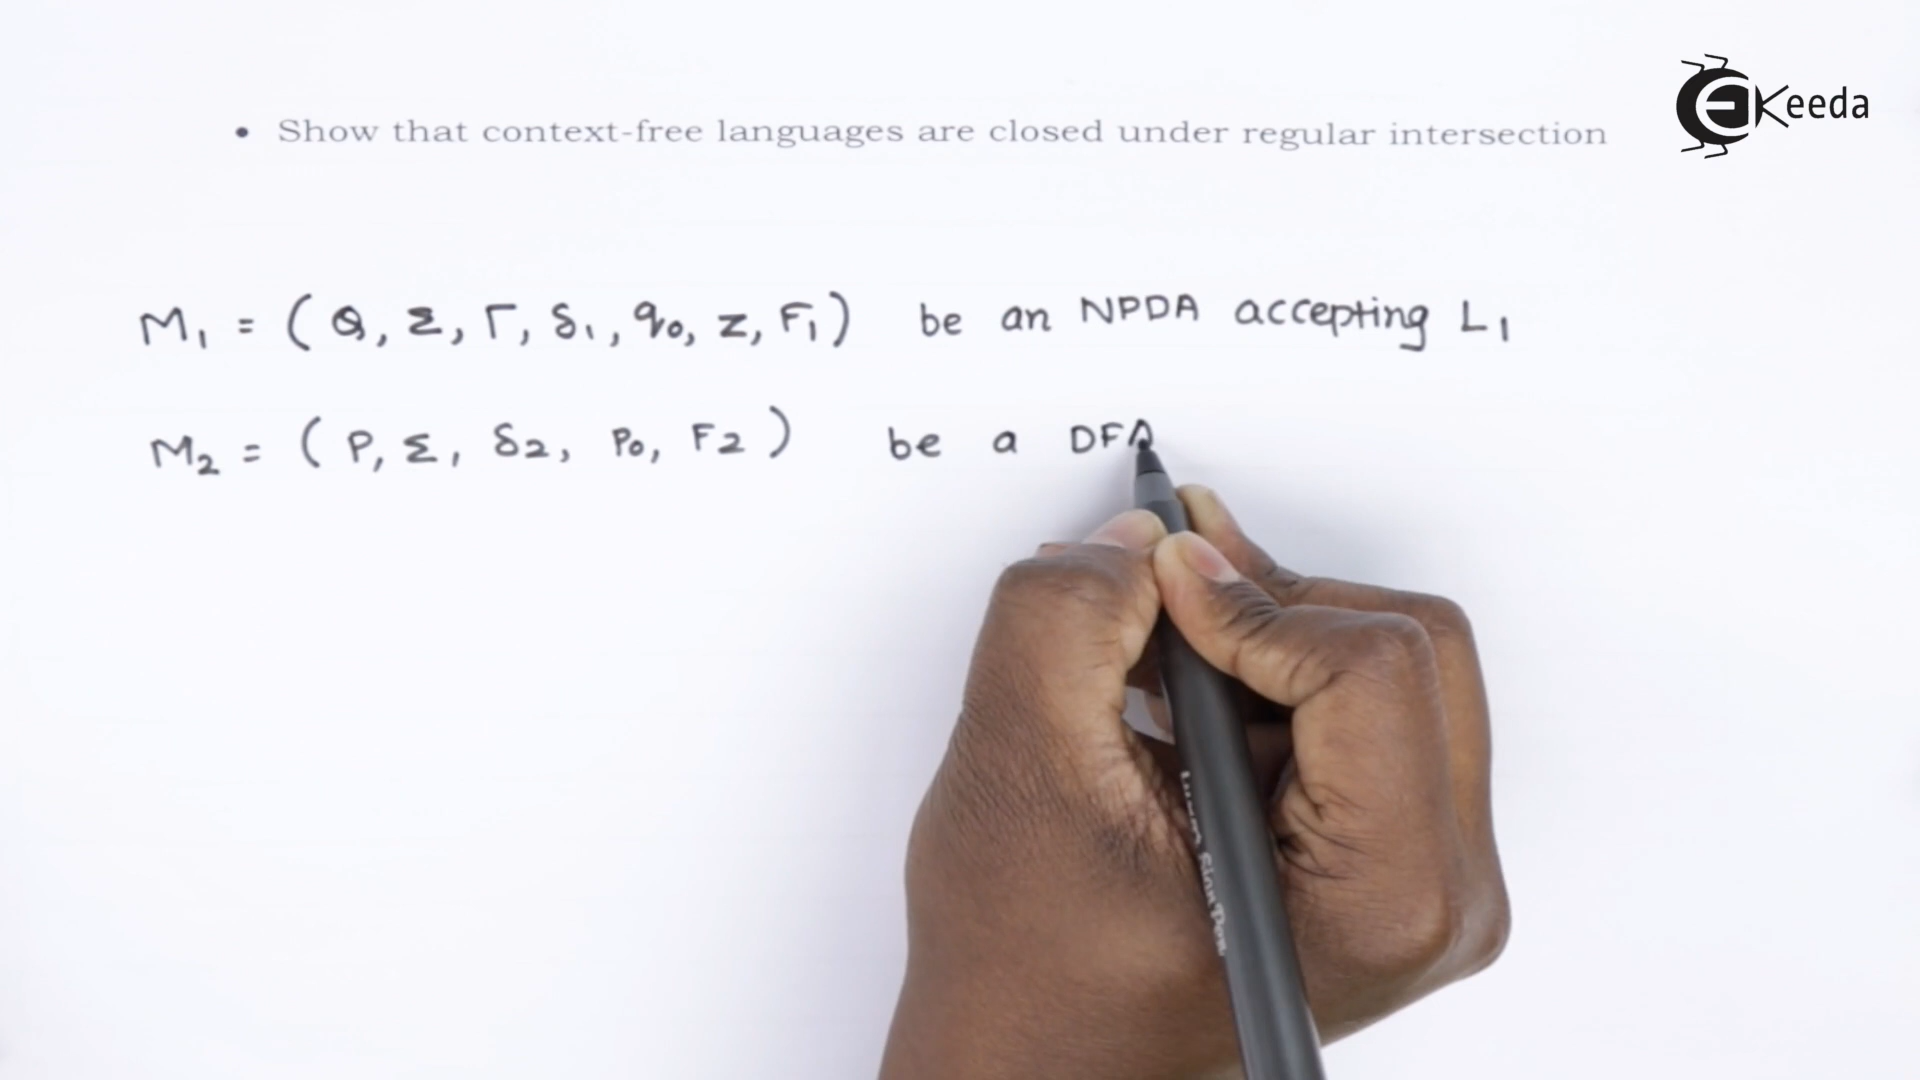 EKeeda
• Show that context-free languages are closed under regular intersection
M₁ = ( Q, Σ, Γ, δ₁, q₀, z, F₁ ) be an NPDA accepting L₁
M₂ = ( P, Σ, δ₂, P₀, F₂ ) be a DFA